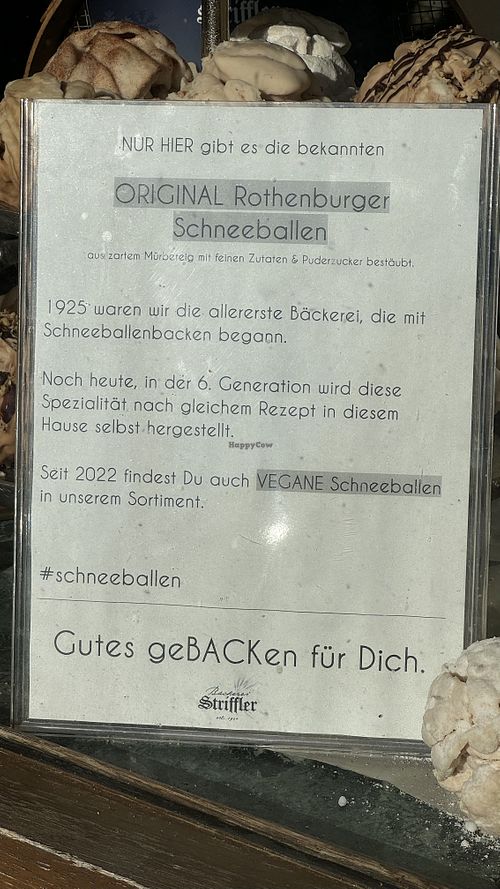 Striffler
NUR HIER gibt es die bekannten
ORIGINAL Rothenburger
Schneeballen
aus zartem Mürbereig mit feinen Zutaten & Puderzucker bestäubt.
1925 waren wir die allererste Bäckerei, die mit
Schneeballenbacken begann.
Noch heute, in der 6. Generation wird diese
Spezialität nach gleichem Rezept in diesem
Hause selbst hergestellt.
HappyCow
Seit 2022 findest Du auch VEGANE Schneeballen
in unserem Sortiment.
#schneeballen
Gutes geBACKen für Dich.
Bäckerei
Striffler